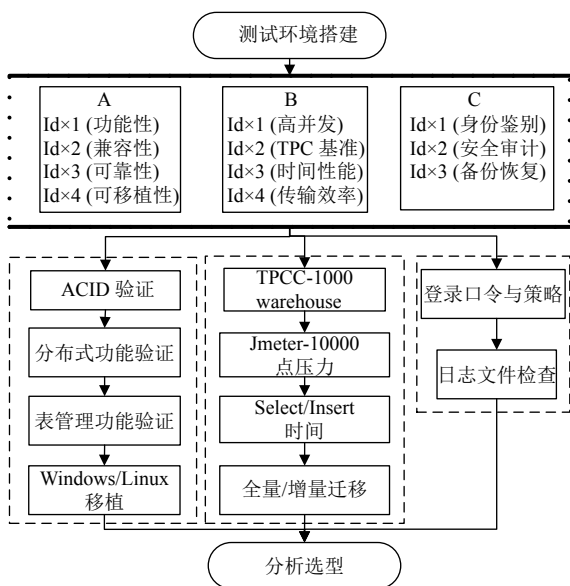 测试环境搭建
A
Id×1 (功能性)
Id×2 (兼容性)
Id×3 (可靠性)
Id×4 (可移植性)
B
Id×1 (高并发)
Id×2 (TPC 基准)
Id×3 (时间性能)
Id×4 (传输效率)
C
Id×1 (身份鉴别)
Id×2 (安全审计)
Id×3 (备份恢复)
ACID 验证
分布式功能验证
表管理功能验证
Windows/Linux
移植
TPCC-1000
warehouse
Jmeter-10000
点压力
Select/Insert
时间
全量/增量迁移
登录口令与策略
日志文件检查
分析选型